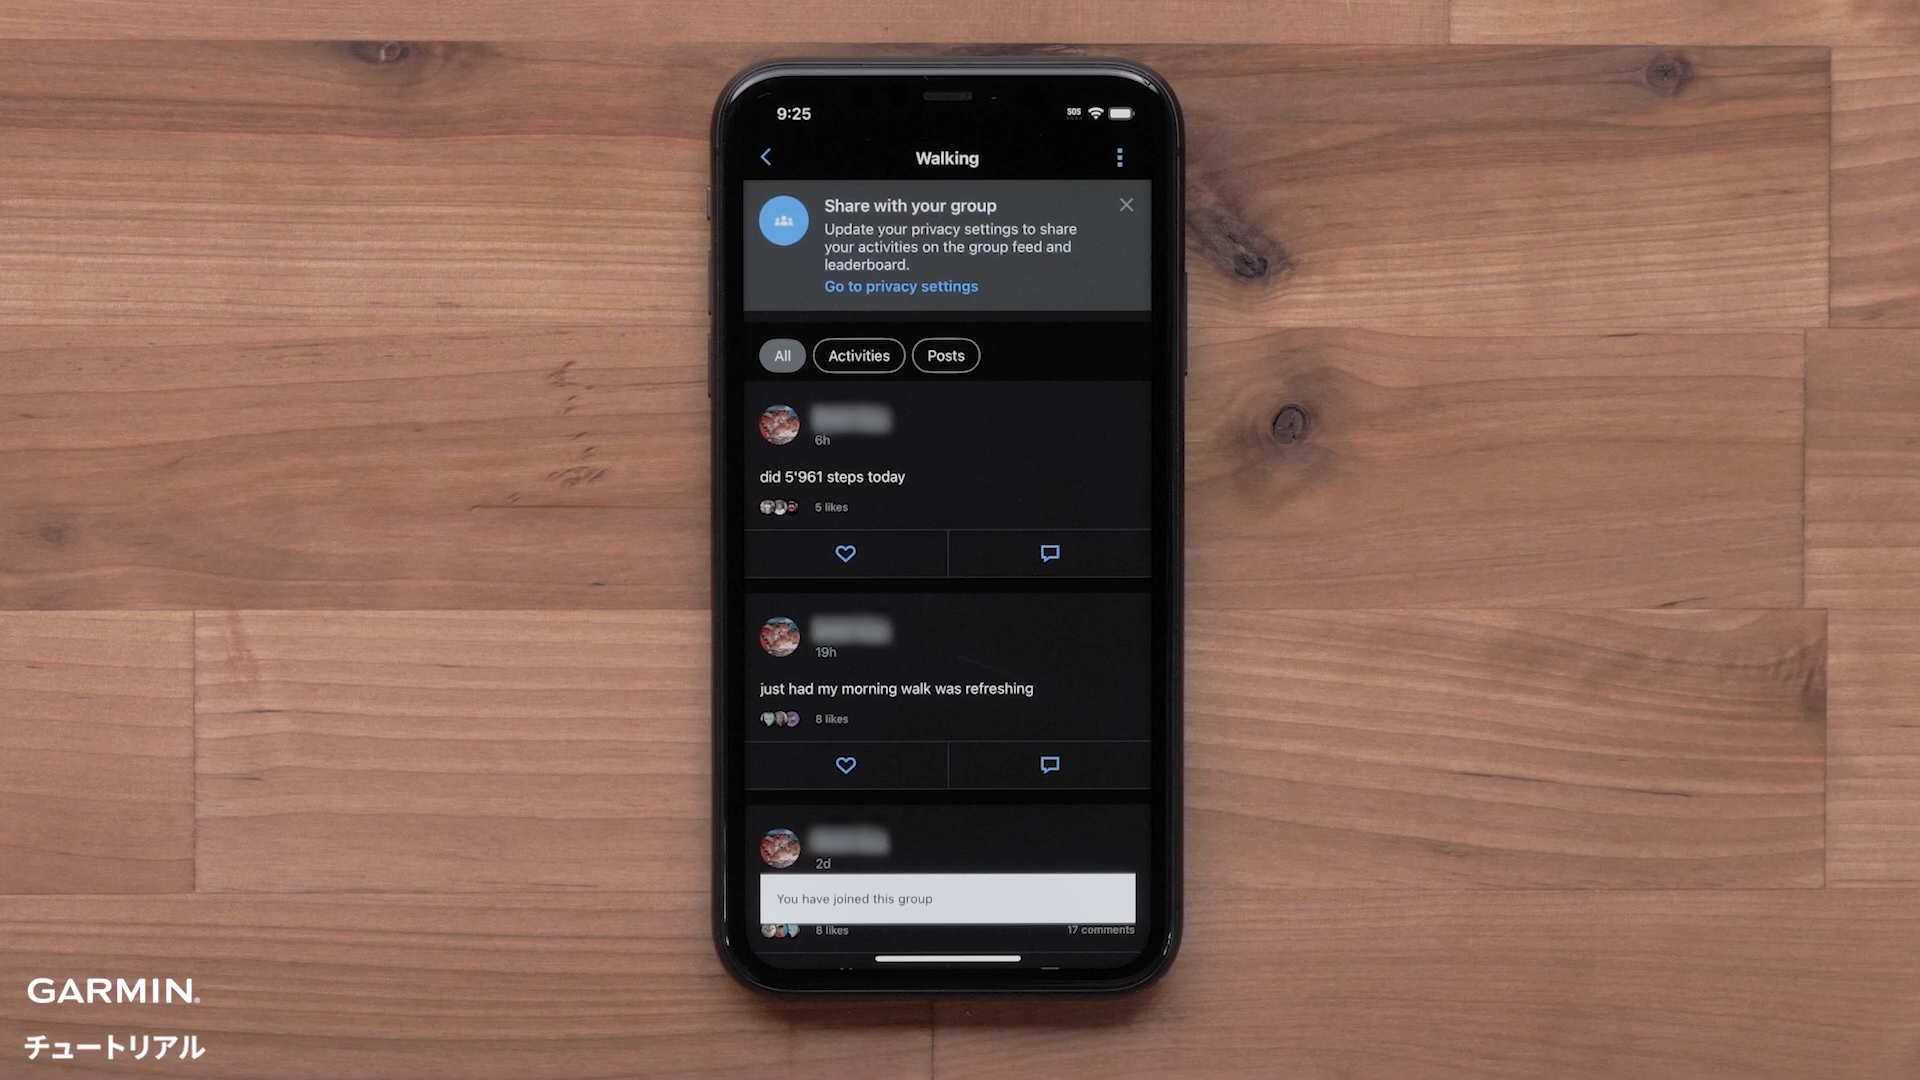 9:25
SOS
Walking
Share with your group
Update your privacy settings to share
your activities on the group feed and
leaderboard.
Go to privacy settings
All
Activities
Posts
6h
did 5'961 steps today
5 likes
19h
just had my morning walk was refreshing
8 likes
2d
You have joined this group
8 likes
17 comments
GARMIN®
チュートリアル